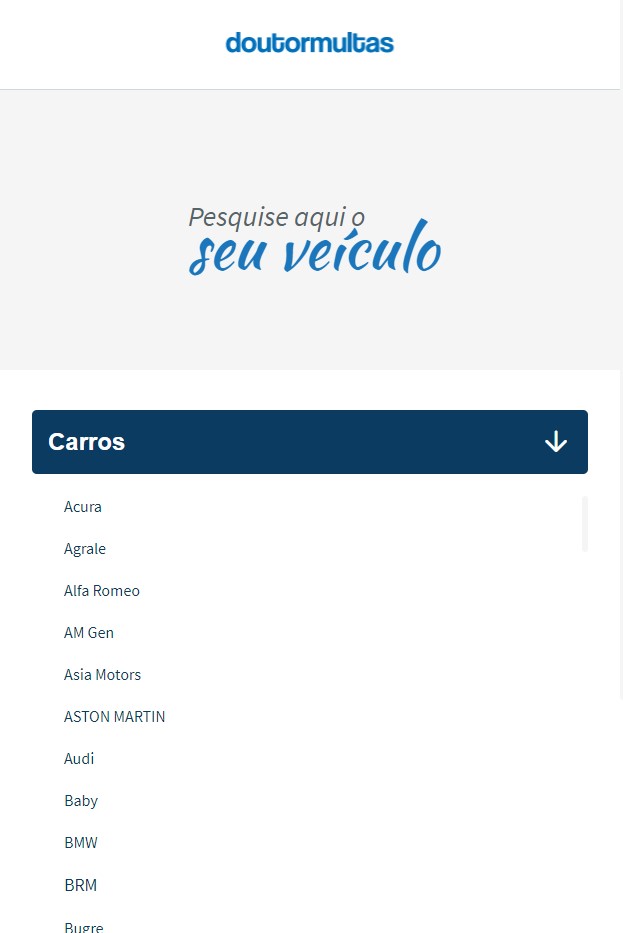 doutormultas
Pesquise aqui o
seu veículo
Carros
Acura
Agrale
Alfa Romeo
AM Gen
Asia Motors
ASTON MARTIN
Audi
Baby
BMW
BRM
Bugre